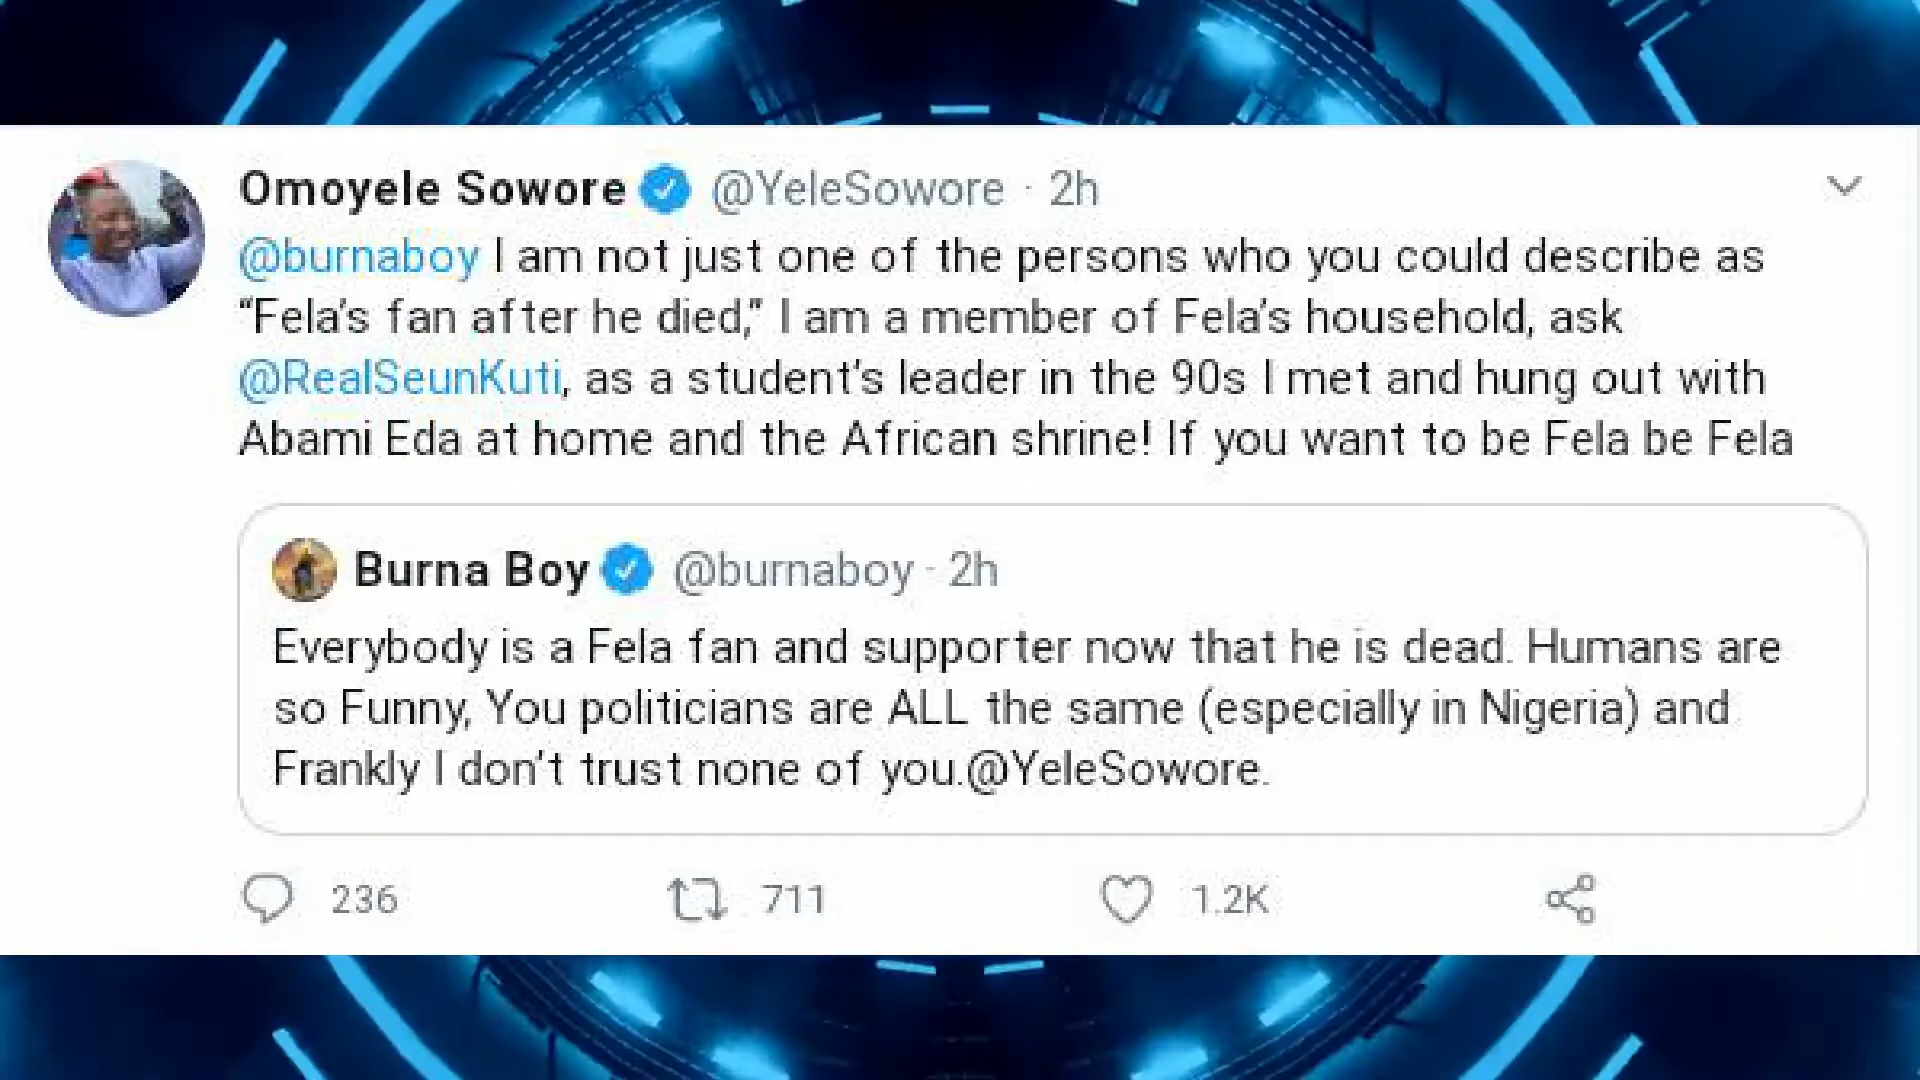 Omoyele Sowore @YeleSowore · 2h
@burnaboy I am not just one of the persons who you could describe as
“Fela’s fan after he died,” I am a member of Fela’s household, ask
@RealSeunKuti, as a student’s leader in the 90s I met and hung out with
Abami Eda at home and the African shrine! If you want to be Fela be Fela
Burna Boy @burnaboy · 2h
Everybody is a Fela fan and supporter now that he is dead. Humans are
so Funny, You politicians are ALL the same (especially in Nigeria) and
Frankly I don't trust none of you.@YeleSowore.
236 711 1.2K